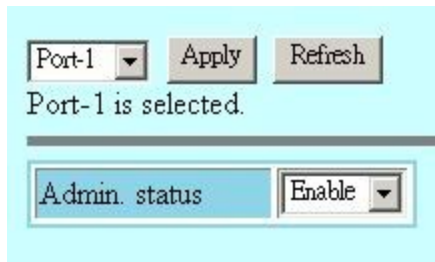 Port-1 Apply Refresh
Port-1 is selected.
Admin. status Enable